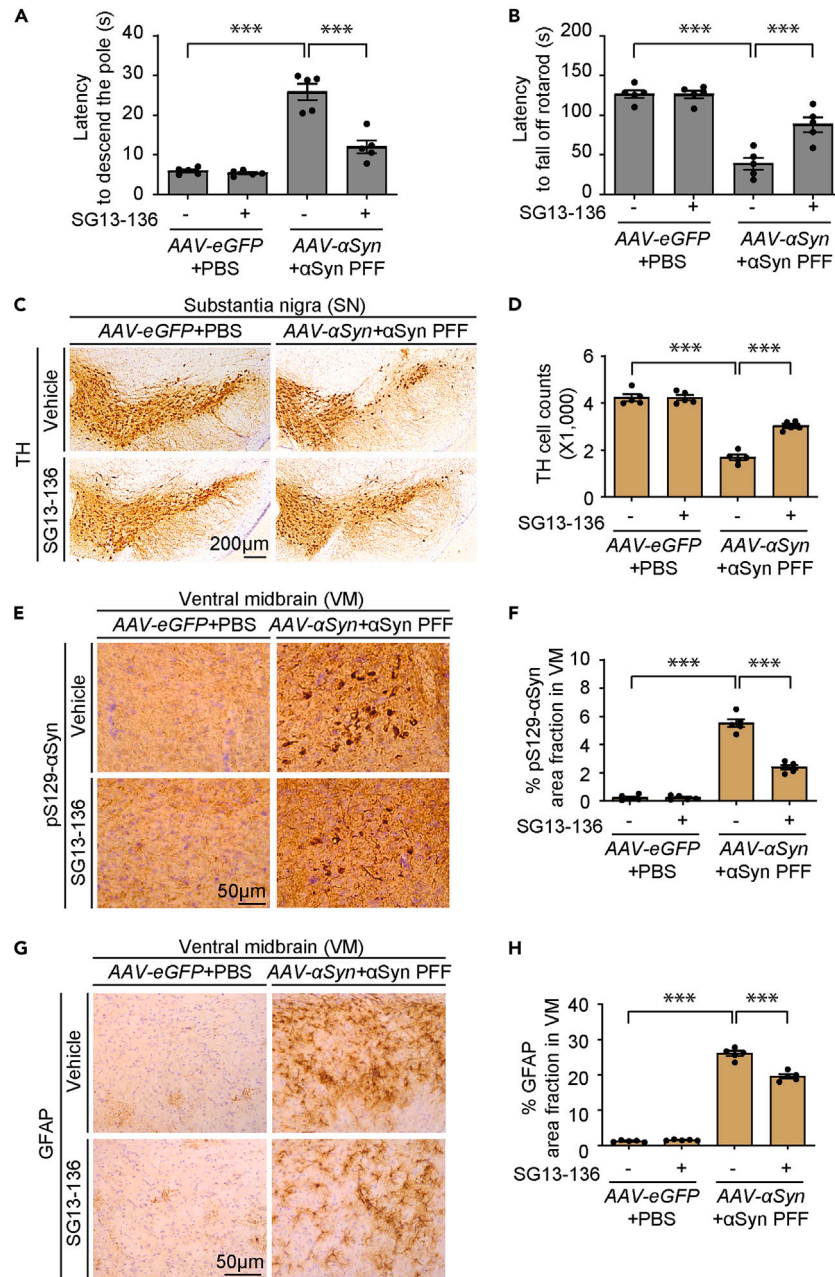 A
Latency
to descend the pole (s)
40
30
20
10
0
***
***
SG13-136
-
+
-
+
AAV-eGFP
+PBS
AAV-αSyn
+αSyn PFF
B
Latency
to fall off rotarod (s)
200
150
100
50
0
***
***
SG13-136
-
+
-
+
AAV-eGFP
+PBS
AAV-αSyn
+αSyn PFF
C
Substantia nigra (SN)
AAV-eGFP+PBS
AAV-αSyn+αSyn PFF
TH
Vehicle
SG13-136
200μm
D
TH cell counts
(X1,000)
6
4
2
0
***
***
SG13-136
-
+
-
+
AAV-eGFP
+PBS
AAV-αSyn
+αSyn PFF
E
Ventral midbrain (VM)
AAV-eGFP+PBS
AAV-αSyn+αSyn PFF
pS129-αSyn
Vehicle
SG13-136
50μm
F
% pS129-αSyn
area fraction in VM
10
8
6
4
2
0
***
***
SG13-136
-
+
-
+
AAV-eGFP
+PBS
AAV-αSyn
+αSyn PFF
G
Ventral midbrain (VM)
AAV-eGFP+PBS
AAV-αSyn+αSyn PFF
GFAP
Vehicle
SG13-136
50μm
H
% GFAP
area fraction in VM
40
30
20
10
0
***
***
SG13-136
-
+
-
+
AAV-eGFP
+PBS
AAV-αSyn
+αSyn PFF